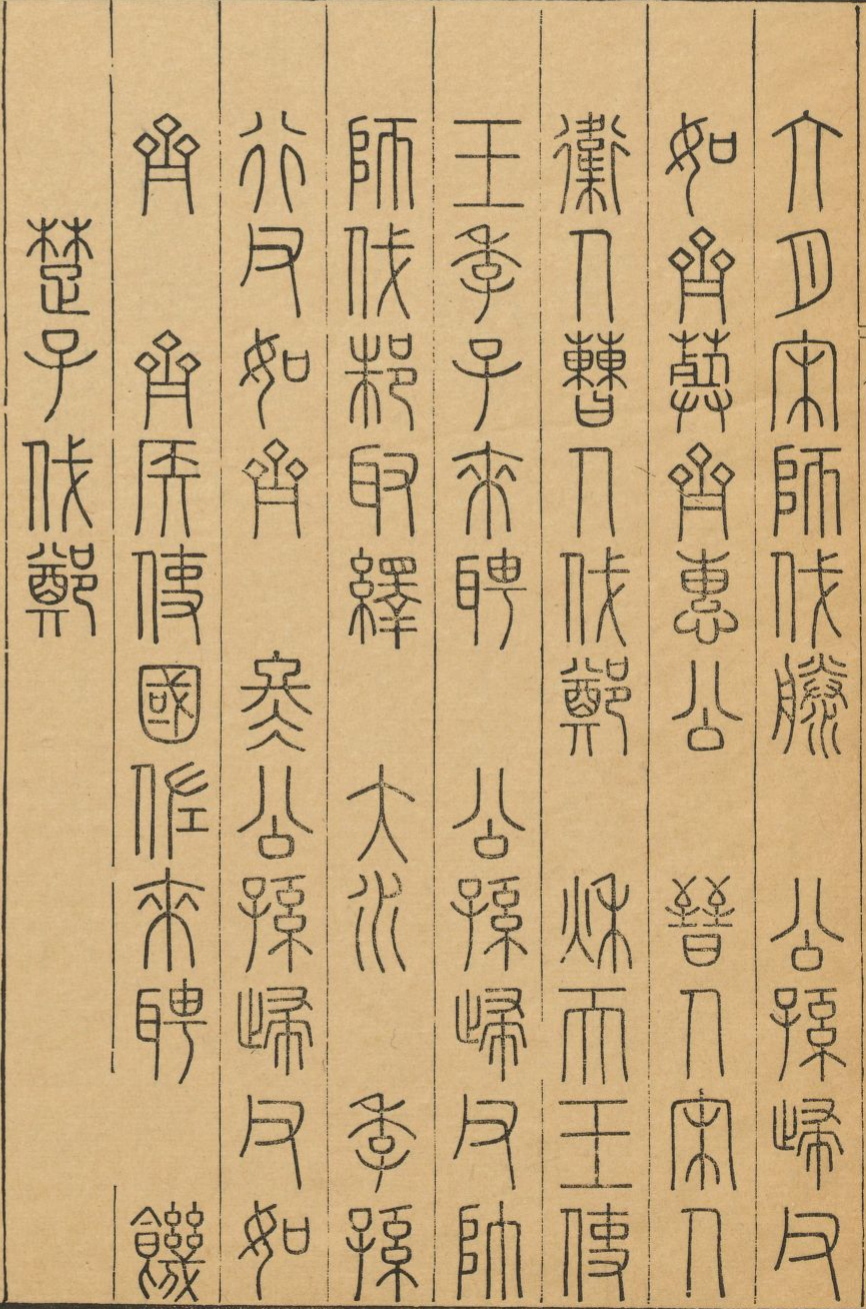 六月宋師伐滕　公孫歸父
如齊葬齊惠公　晉人宋人
衛人曹人伐鄭　秋天王使
王季子來聘　公孫歸父帥
師伐邾取繹　大水　季孫
行父如齊　冬公孫歸父如
齊　齊侯使國佐來聘　饑
楚子伐鄭